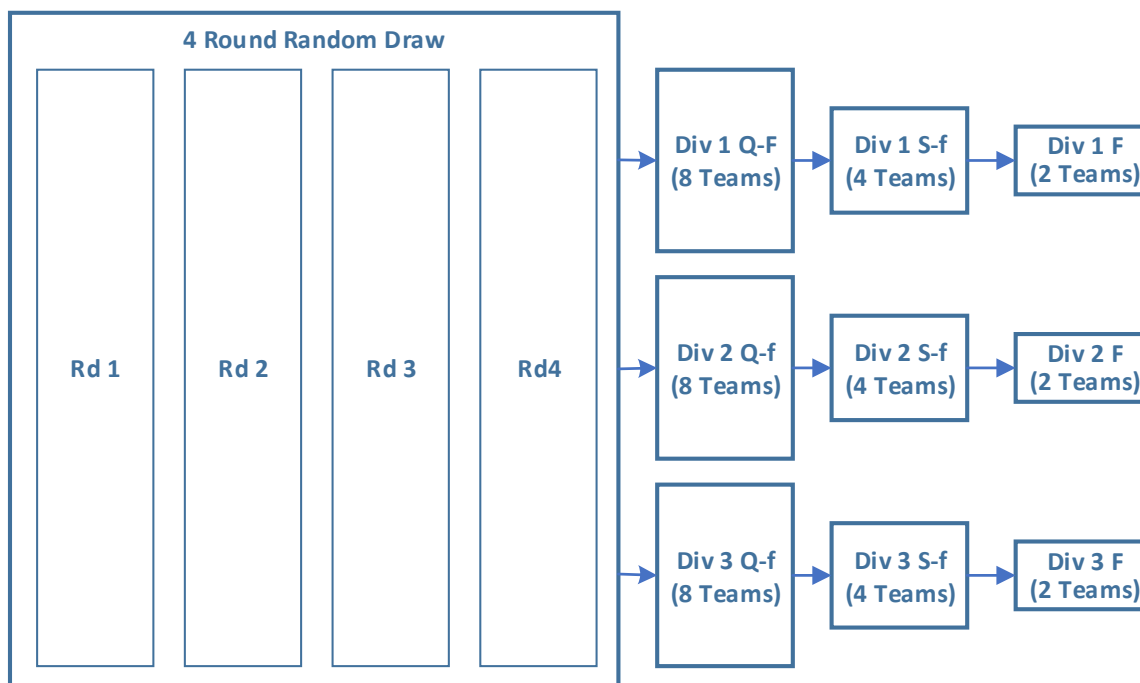 4 Round Random Draw
Rd 1
Rd 2
Rd 3
Rd4
Div 1 Q-F
(8 Teams)
Div 1 S-f
(4 Teams)
Div 1 F
(2 Teams)
Div 2 Q-f
(8 Teams)
Div 2 S-f
(4 Teams)
Div 2 F
(2 Teams)
Div 3 Q-f
(8 Teams)
Div 3 S-f
(4 Teams)
Div 3 F
(2 Teams)